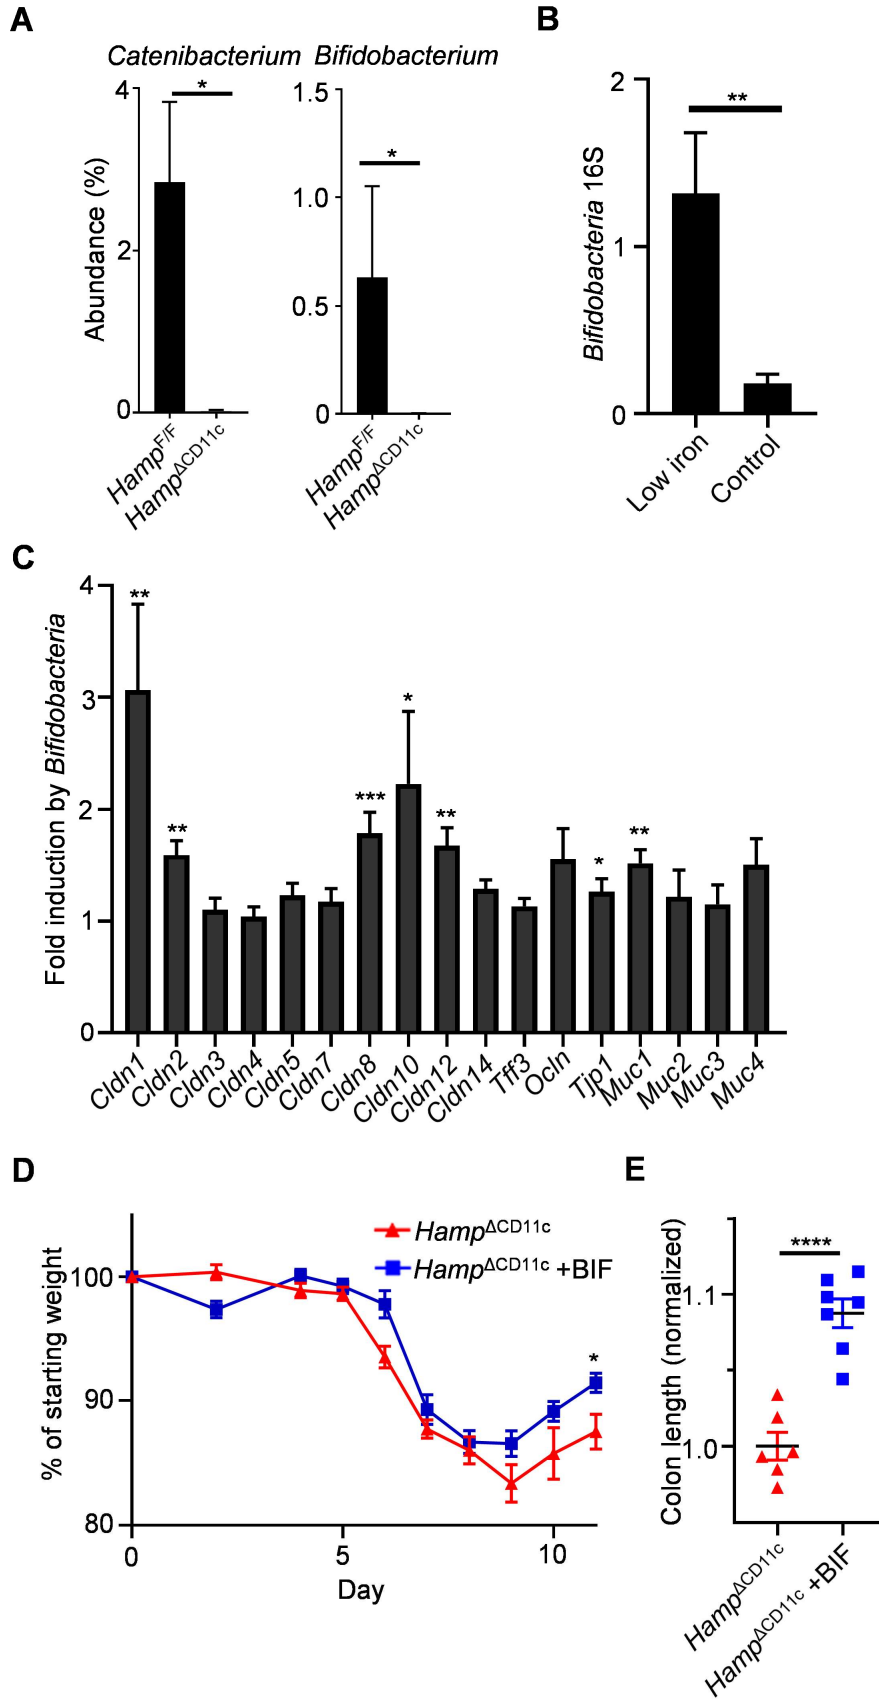 A
Catenibacterium Bifidobacterium
Abundance (%)
4
2
0
*
Hamp^F/F
Hamp^ΔCD11c
1.5
1.0
0.5
0
*
Hamp^F/F
Hamp^ΔCD11c
B
Bifidobacteria 16S
2
1
0
**
Low iron
Control
C
Fold induction by Bifidobacteria
4
3
2
1
0
**
**
***
*
**
*
**
Cldn1
Cldn2
Cldn3
Cldn4
Cldn5
Cldn7
Cldn8
Cldn10
Cldn12
Cldn14
Tff3
Ocln
Tjp1
Muc1
Muc2
Muc3
Muc4
D
% of starting weight
100
90
80
Hamp^ΔCD11c
Hamp^ΔCD11c +BIF
*
0
5
10
Day
E
Colon length (normalized)
1.1
1.0
****
Hamp^ΔCD11c
Hamp^ΔCD11c +BIF